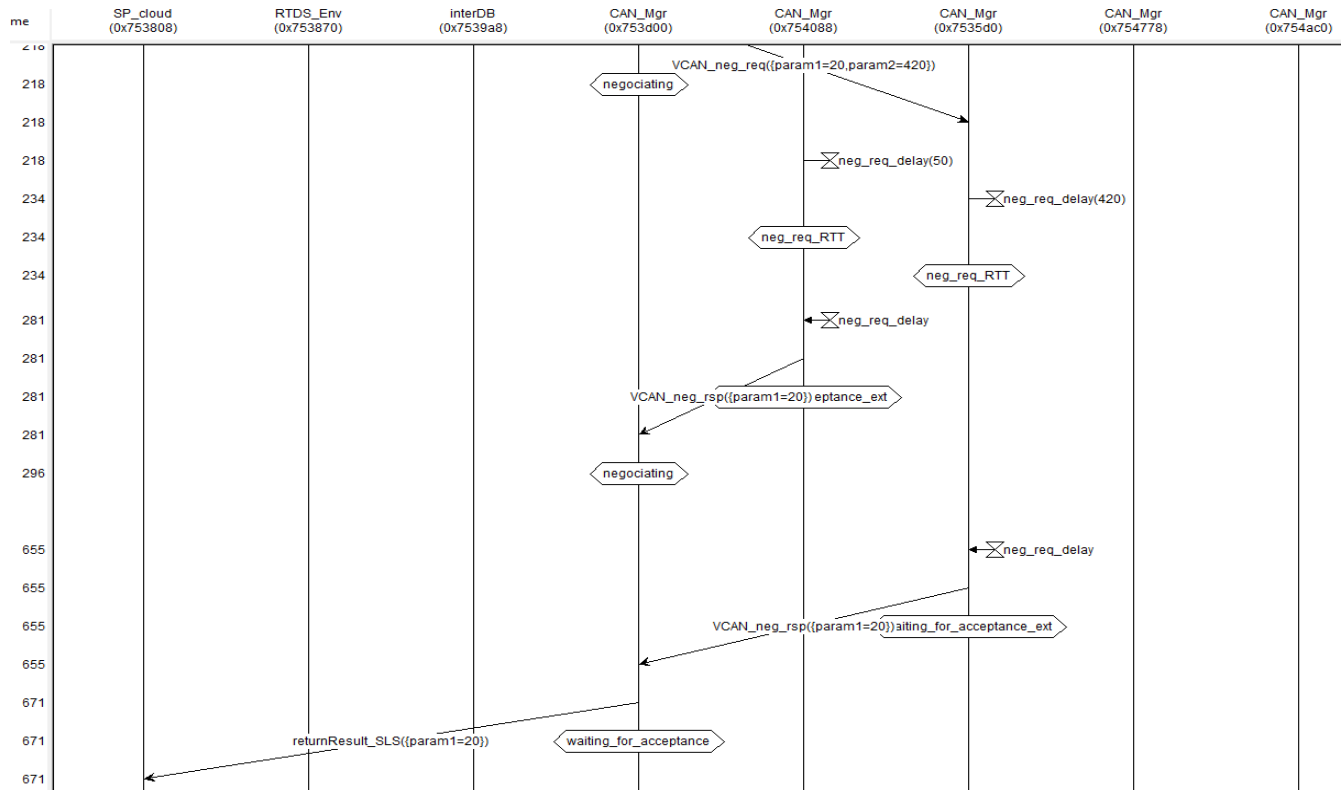 me
SP_cloud
(0x753808)
RTDS_Env
(0x753870)
interDB
(0x7539a8)
CAN_Mgr
(0x753d00)
CAN_Mgr
(0x754088)
CAN_Mgr
(0x7535d0)
CAN_Mgr
(0x754778)
CAN_Mgr
(0x754ac0)
218
VCAN_neg_req({param1=20,param2=420})
218
negociating
218
218
neg_req_delay(50)
234
neg_req_delay(420)
234
neg_req_RTT
234
neg_req_RTT
281
neg_req_delay
281
281
VCAN_neg_rsp({param1=20})
eptance_ext
281
296
negociating
655
neg_req_delay
655
655
VCAN_neg_rsp({param1=20})
aiting_for_acceptance_ext
655
671
671
returnResult_SLS({param1=20})
waiting_for_acceptance
671